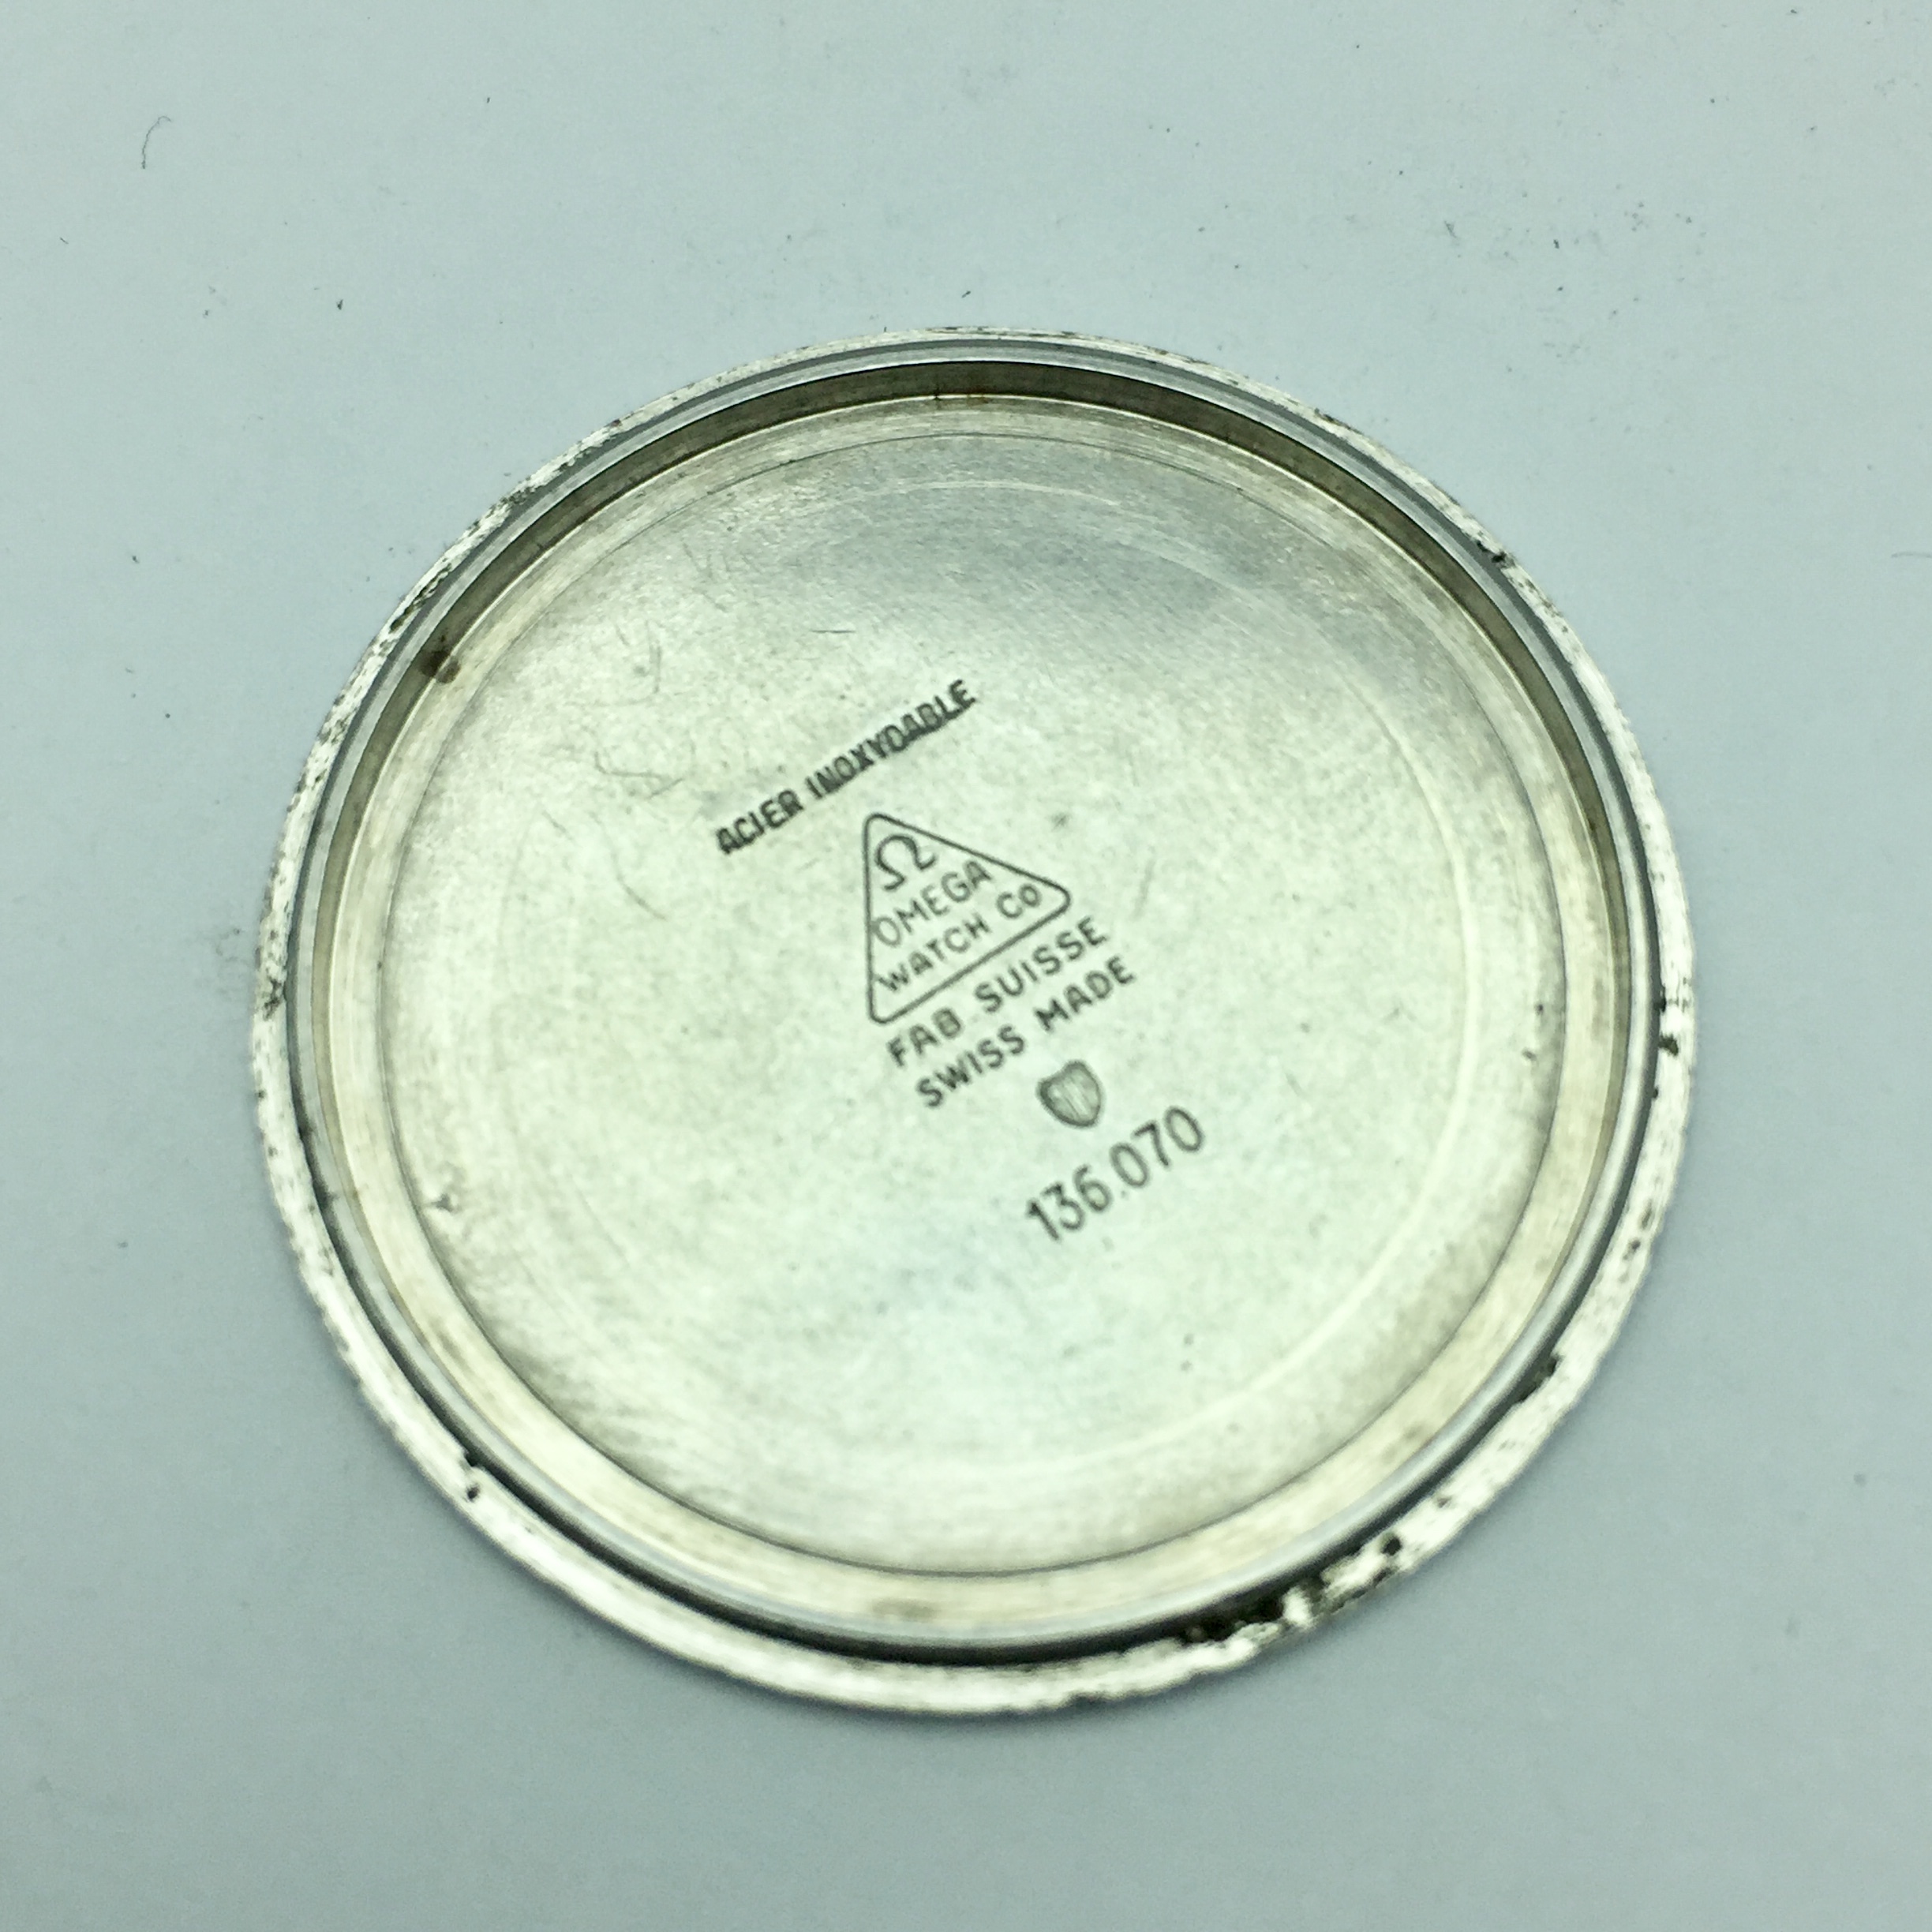 ACIER INOXYDABLE
Ω
OMEGA
WATCH Co
FAB SUISSE
SWISS MADE
136.070